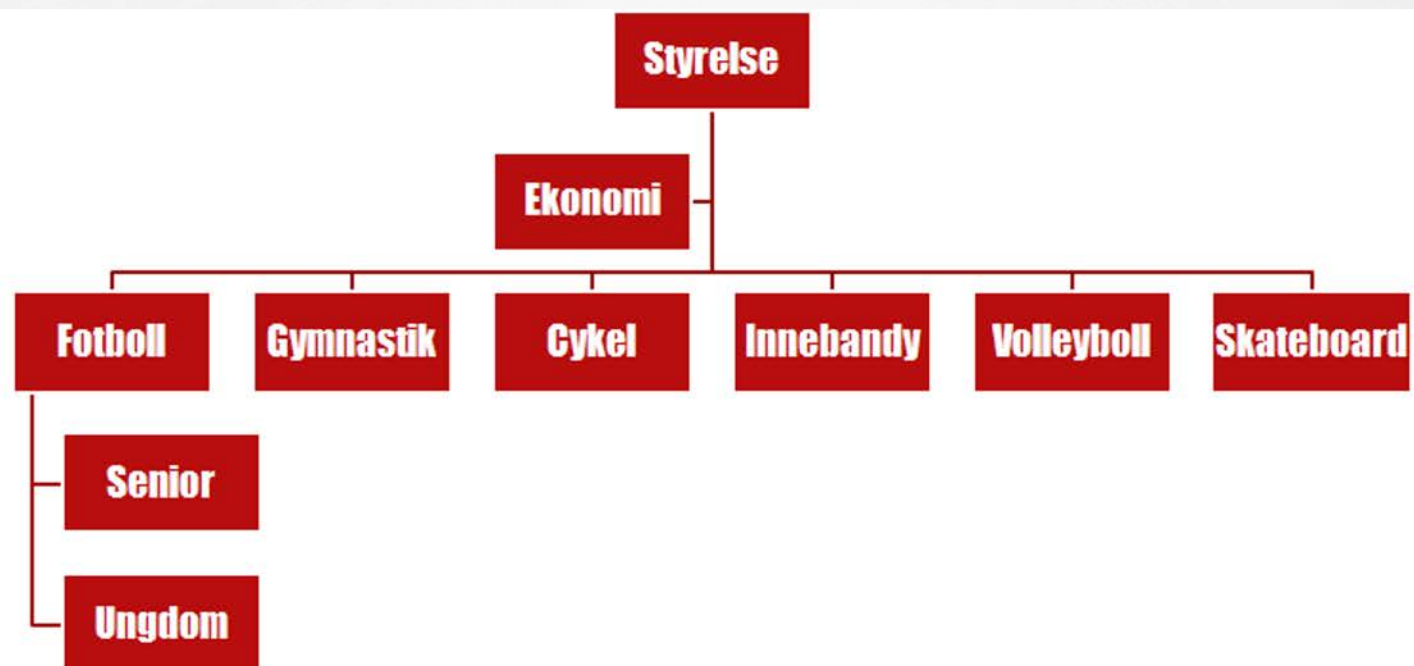 Styrelse
Ekonomi
Fotboll
Gymnastik
Cykel
Innebandy
Volleyboll
Skateboard
Senior
Ungdom